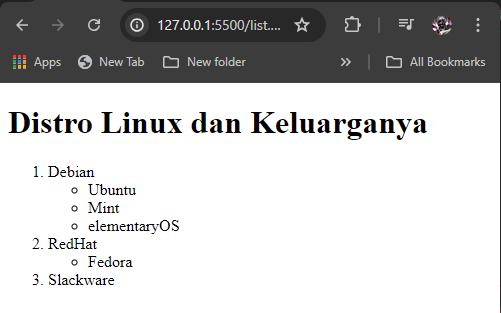 127.0.0.1:5500/list....
Apps New Tab New folder » All Bookmarks
Distro Linux dan Keluarganya
1. Debian
Ubuntu
Mint
elementaryOS
2. RedHat
Fedora
3. Slackware